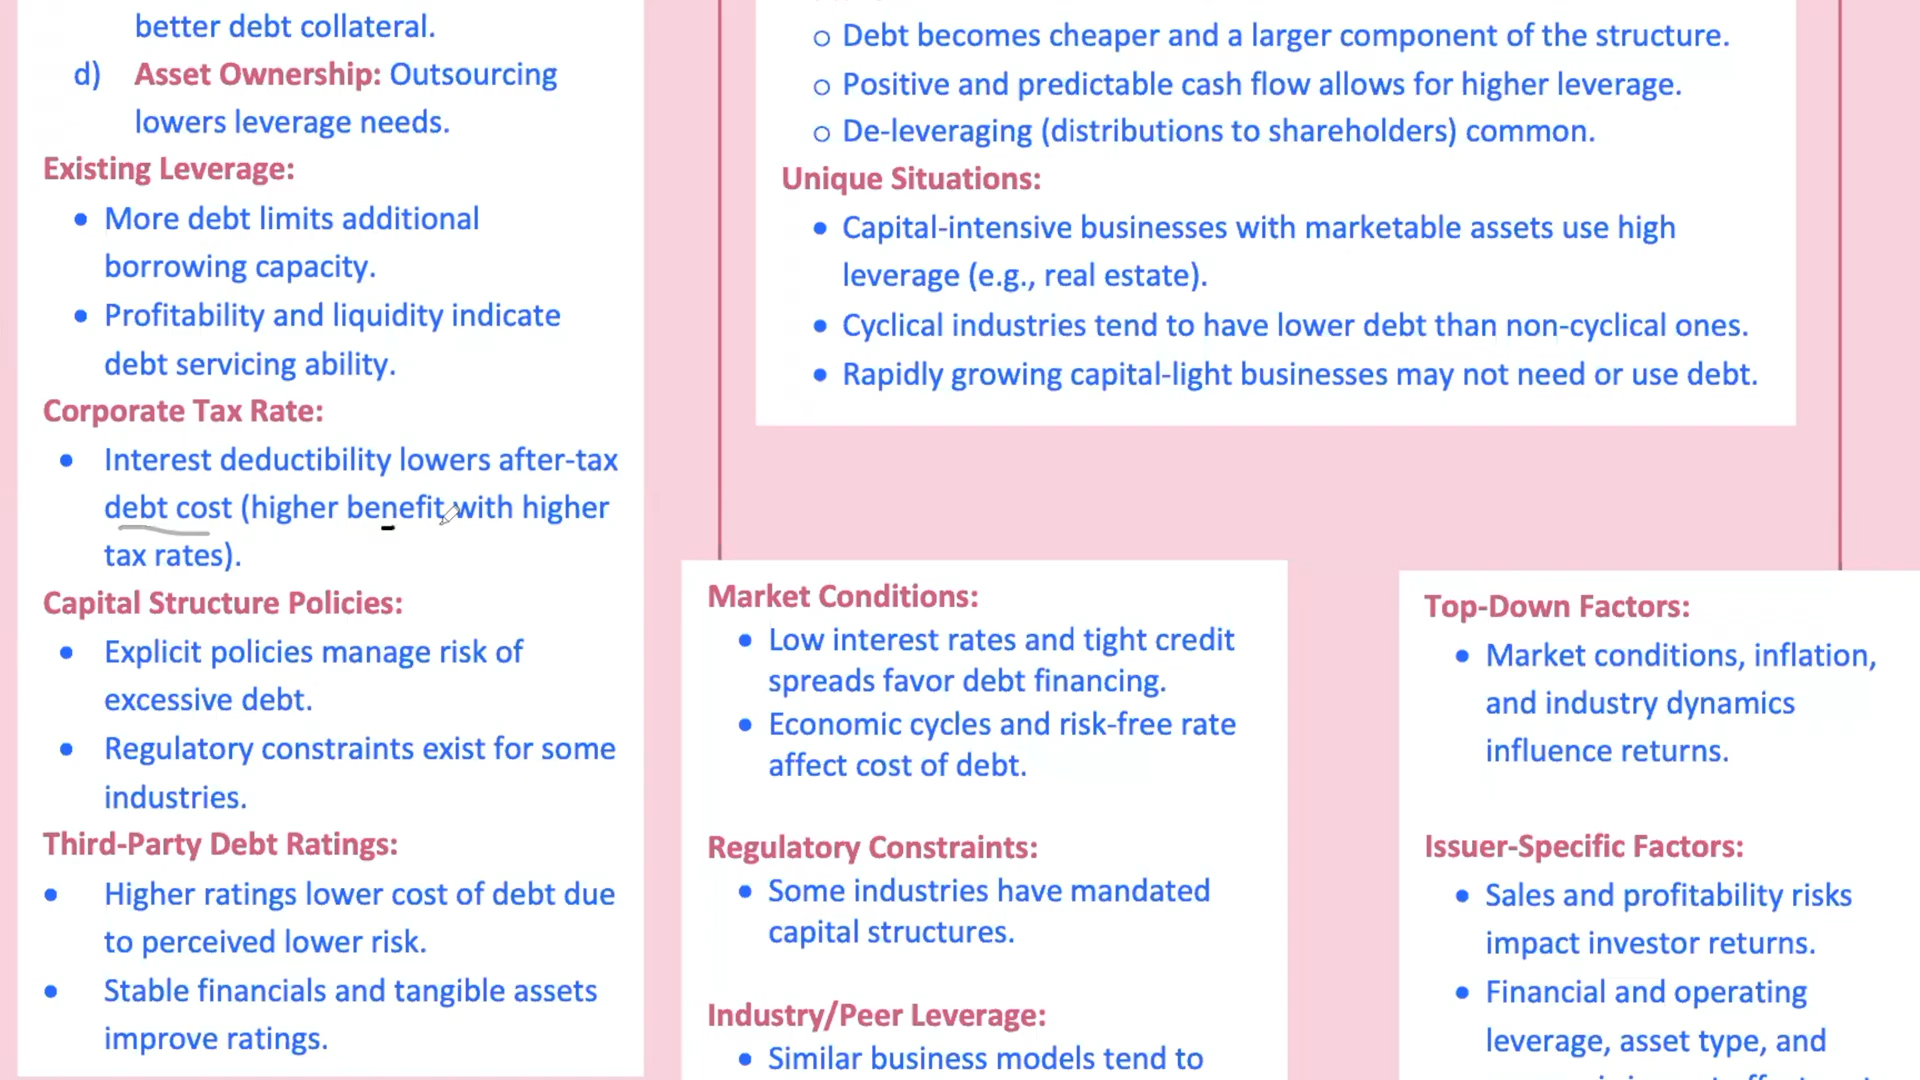 better debt collateral.
d) Asset Ownership: Outsourcing
lowers leverage needs.
Existing Leverage:
• More debt limits additional
borrowing capacity.
• Profitability and liquidity indicate
debt servicing ability.
Corporate Tax Rate:
• Interest deductibility lowers after-tax
debt cost (higher benefit with higher
tax rates).
Capital Structure Policies:
• Explicit policies manage risk of
excessive debt.
• Regulatory constraints exist for some
industries.
Third-Party Debt Ratings:
• Higher ratings lower cost of debt due
to perceived lower risk.
• Stable financials and tangible assets
improve ratings.
o Debt becomes cheaper and a larger component of the structure.
o Positive and predictable cash flow allows for higher leverage.
o De-leveraging (distributions to shareholders) common.
Unique Situations:
• Capital-intensive businesses with marketable assets use high
leverage (e.g., real estate).
• Cyclical industries tend to have lower debt than non-cyclical ones.
• Rapidly growing capital-light businesses may not need or use debt.
Market Conditions:
• Low interest rates and tight credit
spreads favor debt financing.
• Economic cycles and risk-free rate
affect cost of debt.
Regulatory Constraints:
• Some industries have mandated
capital structures.
Industry/Peer Leverage:
• Similar business models tend to
Top-Down Factors:
• Market conditions, inflation,
and industry dynamics
influence returns.
Issuer-Specific Factors:
• Sales and profitability risks
impact investor returns.
• Financial and operating
leverage, asset type, and